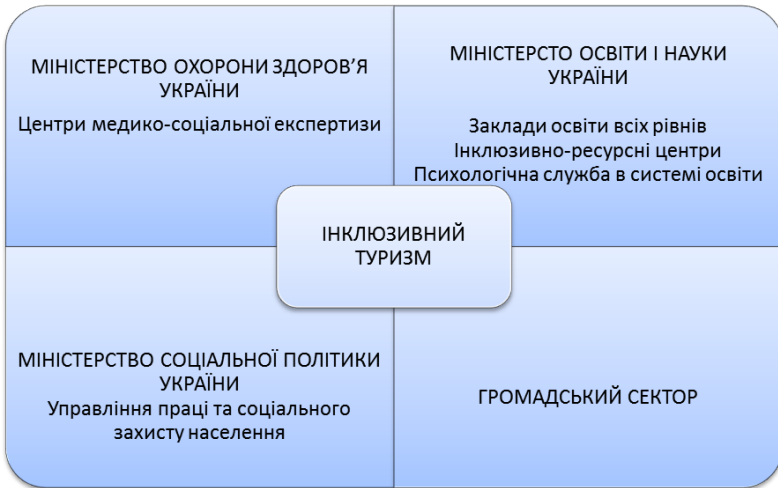 МІНІСТЕРСТВО ОХОРОНИ ЗДОРОВ’Я
УКРАЇНИ
Центри медико-соціальної експертизи
МІНІСТЕРСТО ОСВІТИ І НАУКИ
УКРАЇНИ
Заклади освіти всіх рівнів
Інклюзивно-ресурсні центри
Психологічна служба в системі освіти
ІНКЛЮЗИВНИЙ
ТУРИЗМ
МІНІСТЕРСТВО СОЦІАЛЬНОЇ ПОЛІТИКИ
УКРАЇНИ
Управління праці та соціального
захисту населення
ГРОМАДСЬКИЙ СЕКТОР